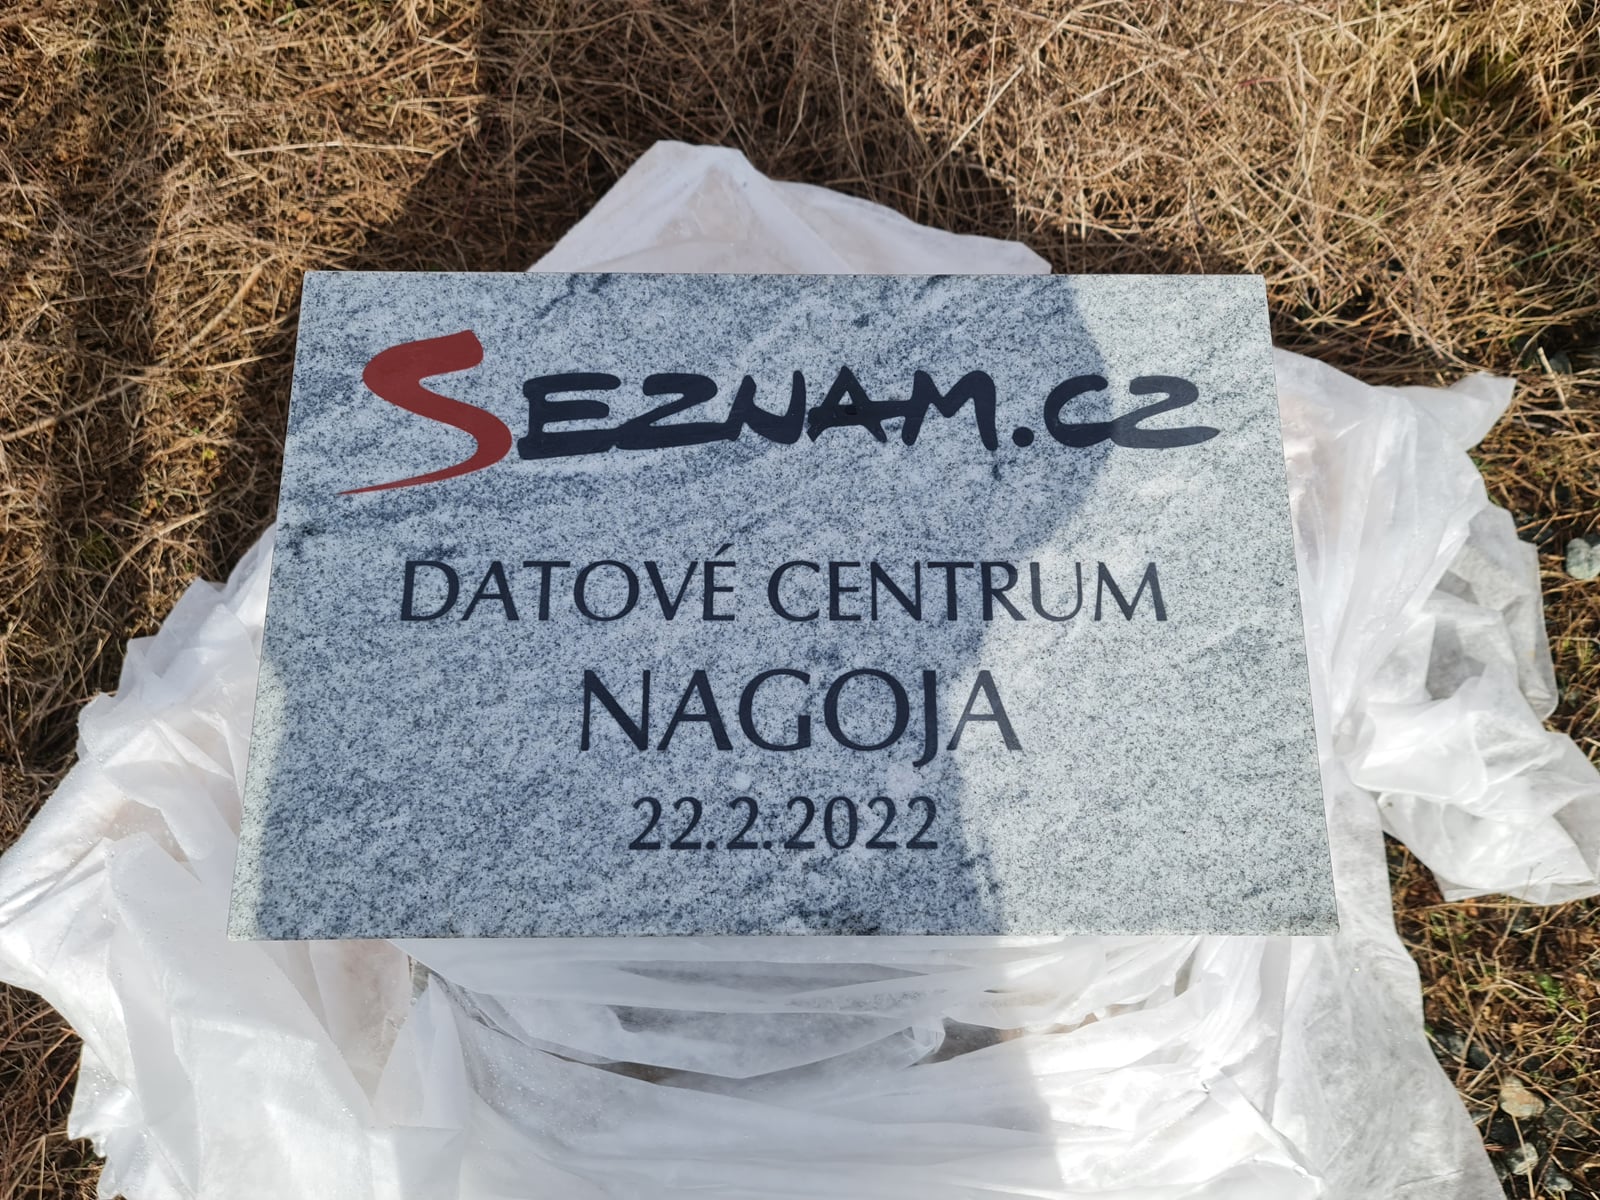 SEZNAM.CZ
DATOVÉ CENTRUM
NAGOJA
22.2.2022